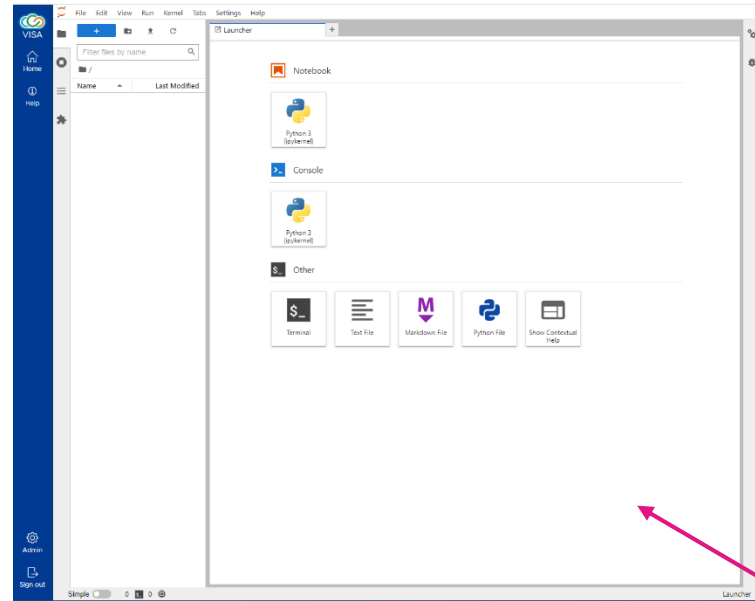 VISA
Home
Help
Admin
Sign out
File Edit View Run Kernel Tabs Settings Help
+
Filter files by name
/
Name Last Modified
Launcher +
Notebook
Python 3
(ipykernel)
>_ Console
Python 3
(ipykernel)
$_ Other
$_
Terminal
Text File
M
Markdown File
Python File
Show Contextual
Help
Simple 0 $_ 0
Launcher